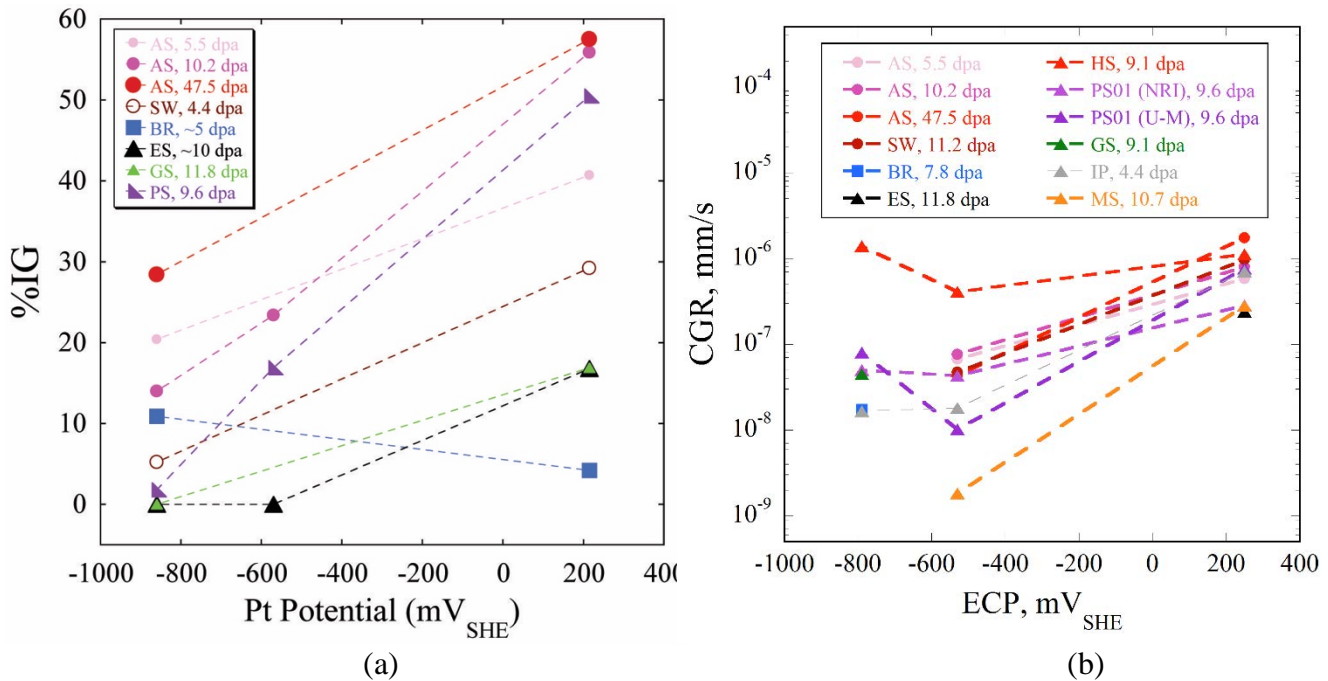 60
50
40
30
20
10
0
%IG
AS, 5.5 dpa
AS, 10.2 dpa
AS, 47.5 dpa
SW, 4.4 dpa
BR, ~5 dpa
ES, ~10 dpa
GS, 11.8 dpa
PS, 9.6 dpa
-1000 -800 -600 -400 -200 0 200 400
Pt Potential (mV_SHE)
(a)
10^-4
10^-5
10^-6
10^-7
10^-8
10^-9
CGR, mm/s
AS, 5.5 dpa
AS, 10.2 dpa
AS, 47.5 dpa
SW, 11.2 dpa
BR, 7.8 dpa
ES, 11.8 dpa
HS, 9.1 dpa
PS01 (NRI), 9.6 dpa
PS01 (U-M), 9.6 dpa
GS, 9.1 dpa
IP, 4.4 dpa
MS, 10.7 dpa
-1000 -800 -600 -400 -200 0 200 400
ECP, mV_SHE
(b)